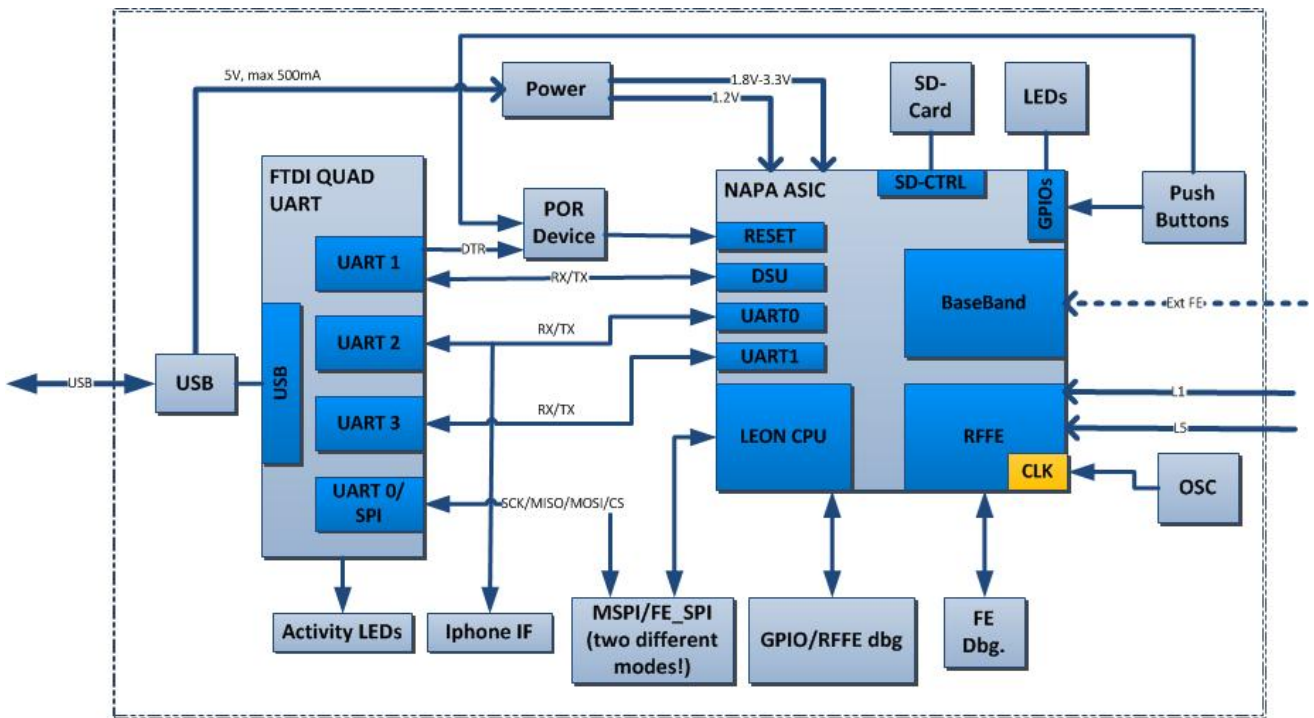 5V, max 500mA
Power
1.8V-3.3V
1.2V
SD-
Card
LEDs
FTDI QUAD
UART
NAPA ASIC
SD-CTRL
GPIOs
Push
Buttons
POR
Device
RESET
UART 1
DTR
RX/TX
DSU
BaseBand
Ext FE
UART0
UART 2
RX/TX
UART1
USB
USB
USB
UART 3
RX/TX
LEON CPU
RFFE
L1
L5
CLK
OSC
UART 0/
SPI
SCK/MISO/MOSI/CS
Activity LEDs
Iphone IF
MSPI/FE_SPI
(two different
modes!)
GPIO/RFFE dbg
FE
Dbg.